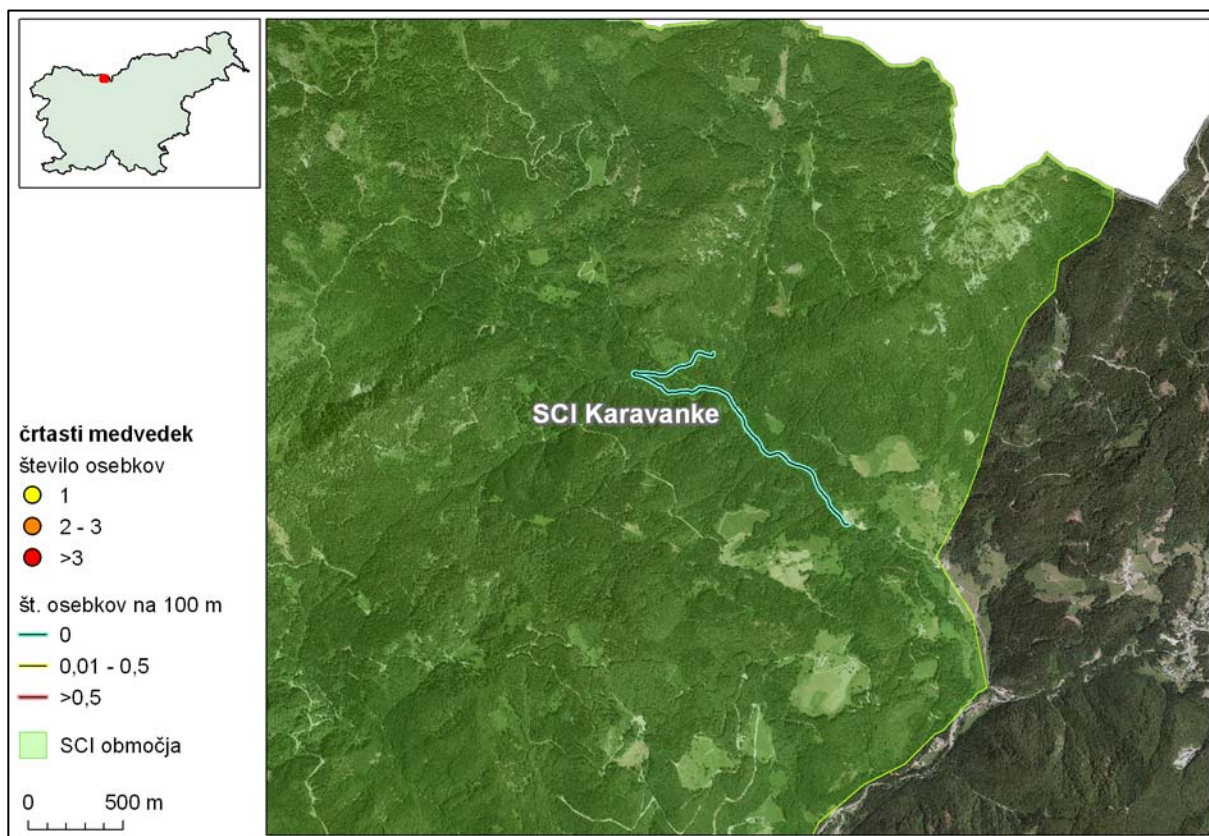 SCI Karavanke
črtasti medvedek
število osebkov
1
2 - 3
>3
št. osebkov na 100 m
0
0,01 - 0,5
>0,5
SCI območja
0 500 m